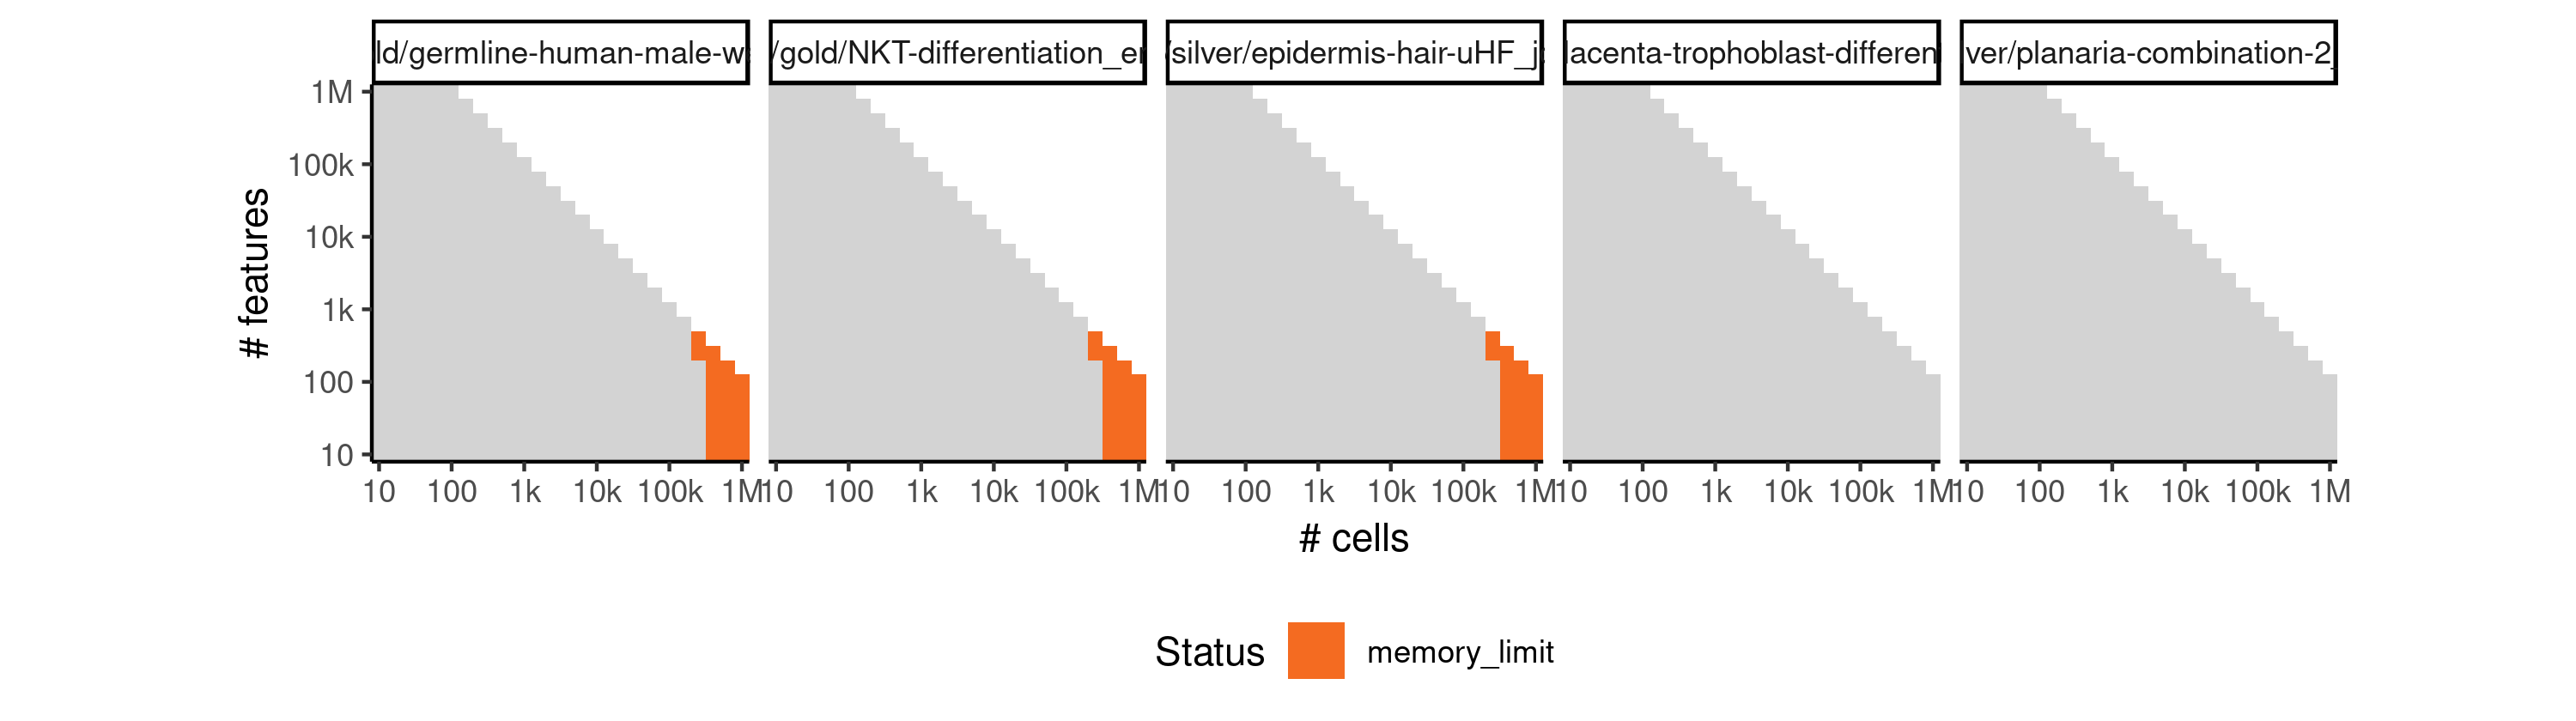 ld/germline-human-male-w
/gold/NKT-differentiation_e
/silver/epidermis-hair-uHF_j
lacenta-trophoblast-differen
ver/planaria-combination-2
1M
100k
10k
1k
100
10
# features
10 100 1k 10k 100k 1M
10 100 1k 10k 100k 1M
10 100 1k 10k 100k 1M
10 100 1k 10k 100k 1M
10 100 1k 10k 100k 1M
# cells
Status memory_limit